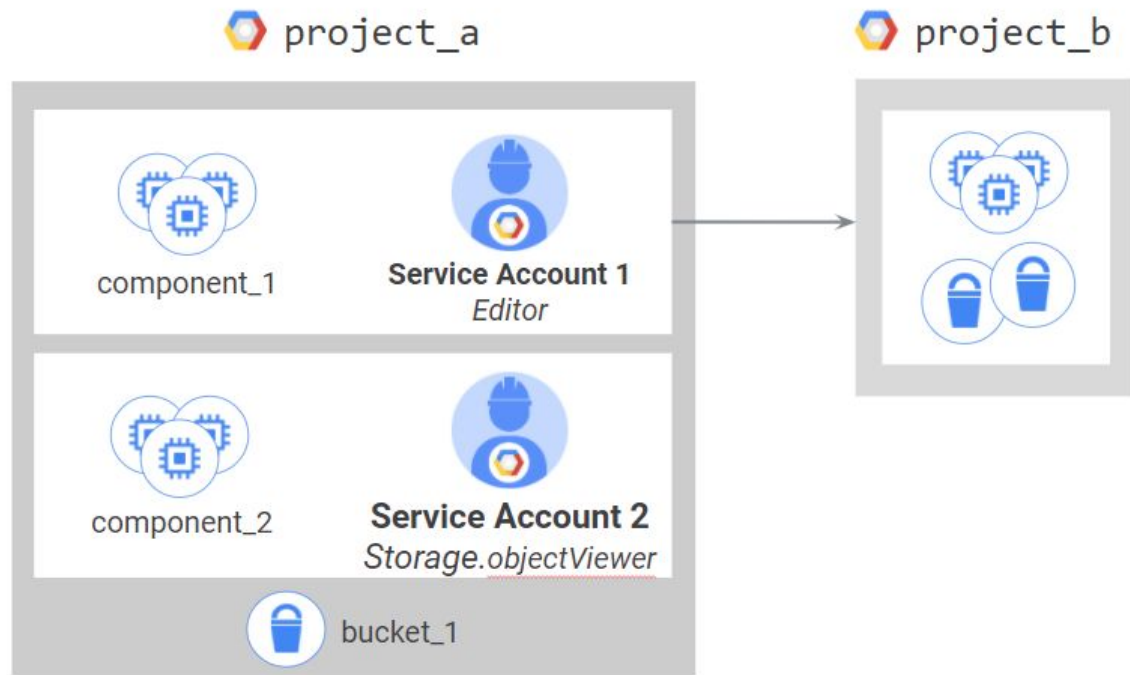 project_a
project_b
component_1
Service Account 1
Editor
component_2
Service Account 2
Storage.objectViewer
bucket_1